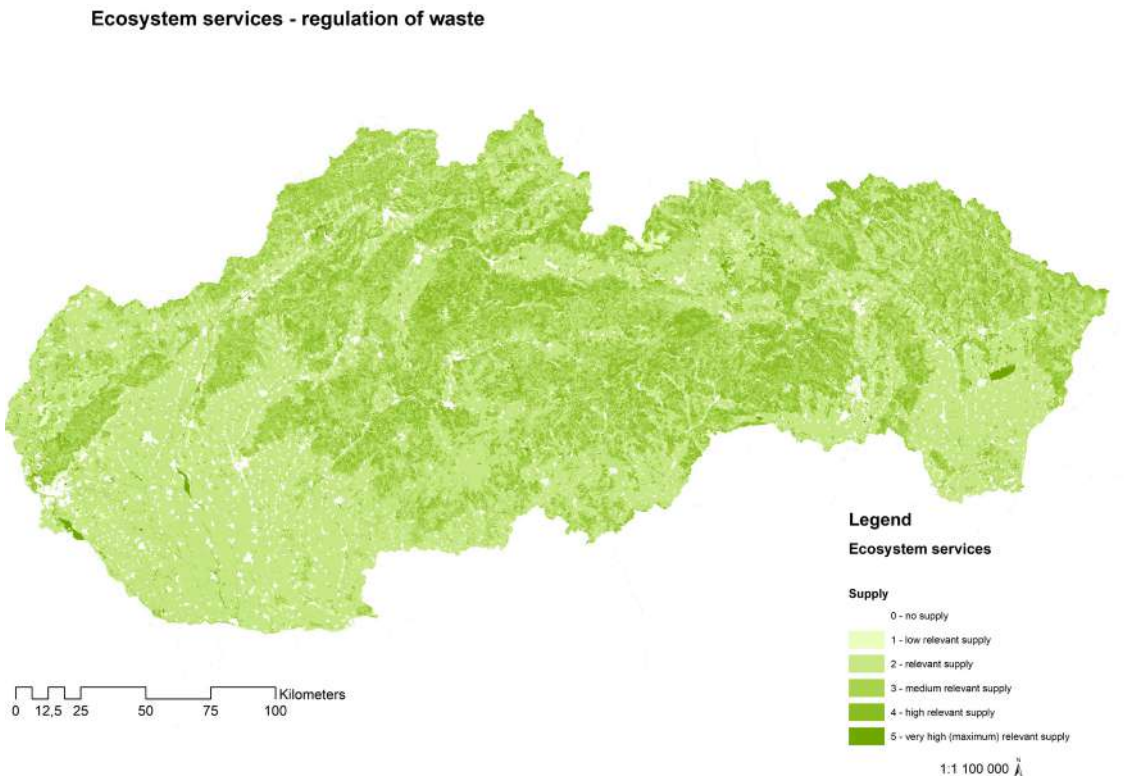 Ecosystem services - regulation of waste
Legend
Ecosystem services
Supply
0 - no supply
1 - low relevant supply
2 - relevant supply
3 - medium relevant supply
4 - high relevant supply
5 - very high (maximum) relevant supply
Kilometers
0 12,5 25 50 75 100
1:1 100 000
N